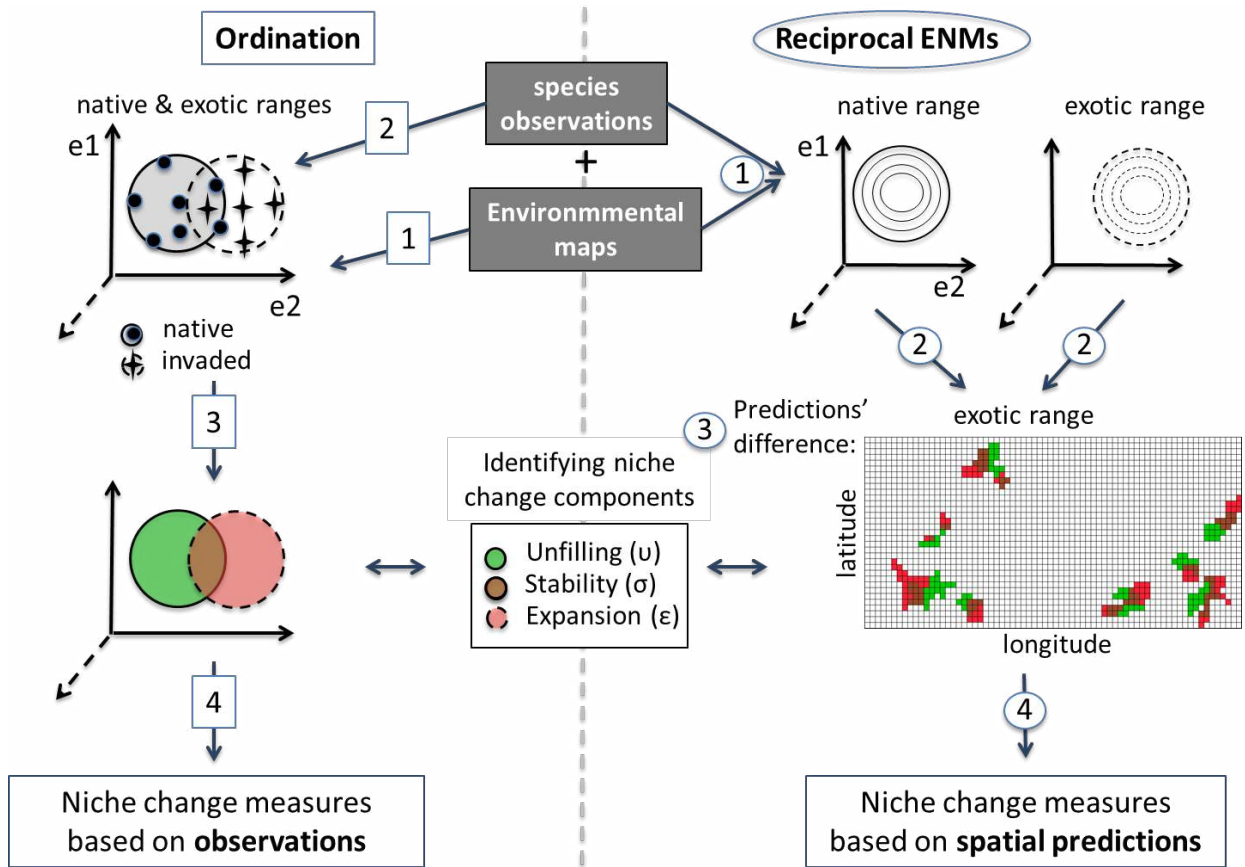 Ordination
Reciprocal ENMs
species
observations
+
Environmmental
maps
native & exotic ranges
e1
e2
2
1
native
invaded
3
4
Niche change measures
based on observations
native range
exotic range
e1
e2
1
2
2
3
Predictions’
difference:
exotic range
latitude
longitude
4
Niche change measures
based on spatial predictions
Identifying niche
change components
Unfilling (υ)
Stability (σ)
Expansion (ε)